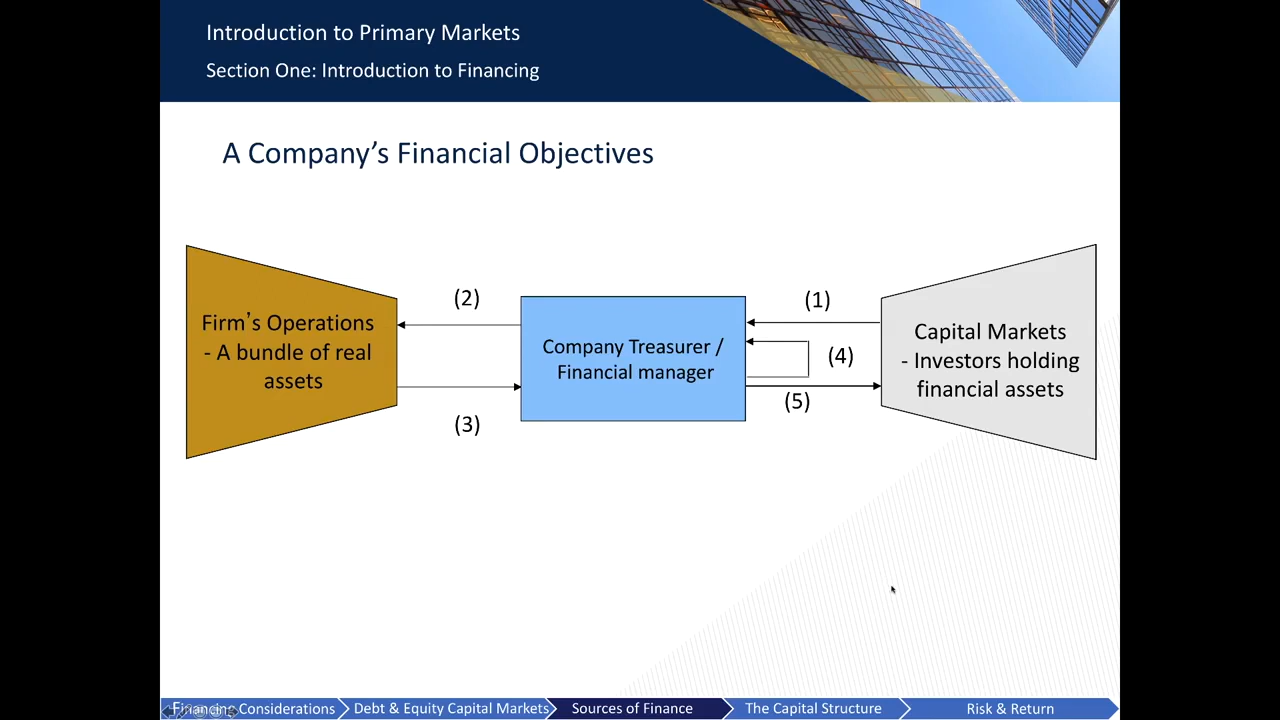 Introduction to Primary Markets
Section One: Introduction to Financing
A Company’s Financial Objectives
(2)
(1)
Firm’s Operations
- A bundle of real
assets
Company Treasurer /
Financial manager
Capital Markets
- Investors holding
financial assets
(4)
(5)
(3)
Financing Considerations
Debt & Equity Capital Markets
Sources of Finance
The Capital Structure
Risk & Return